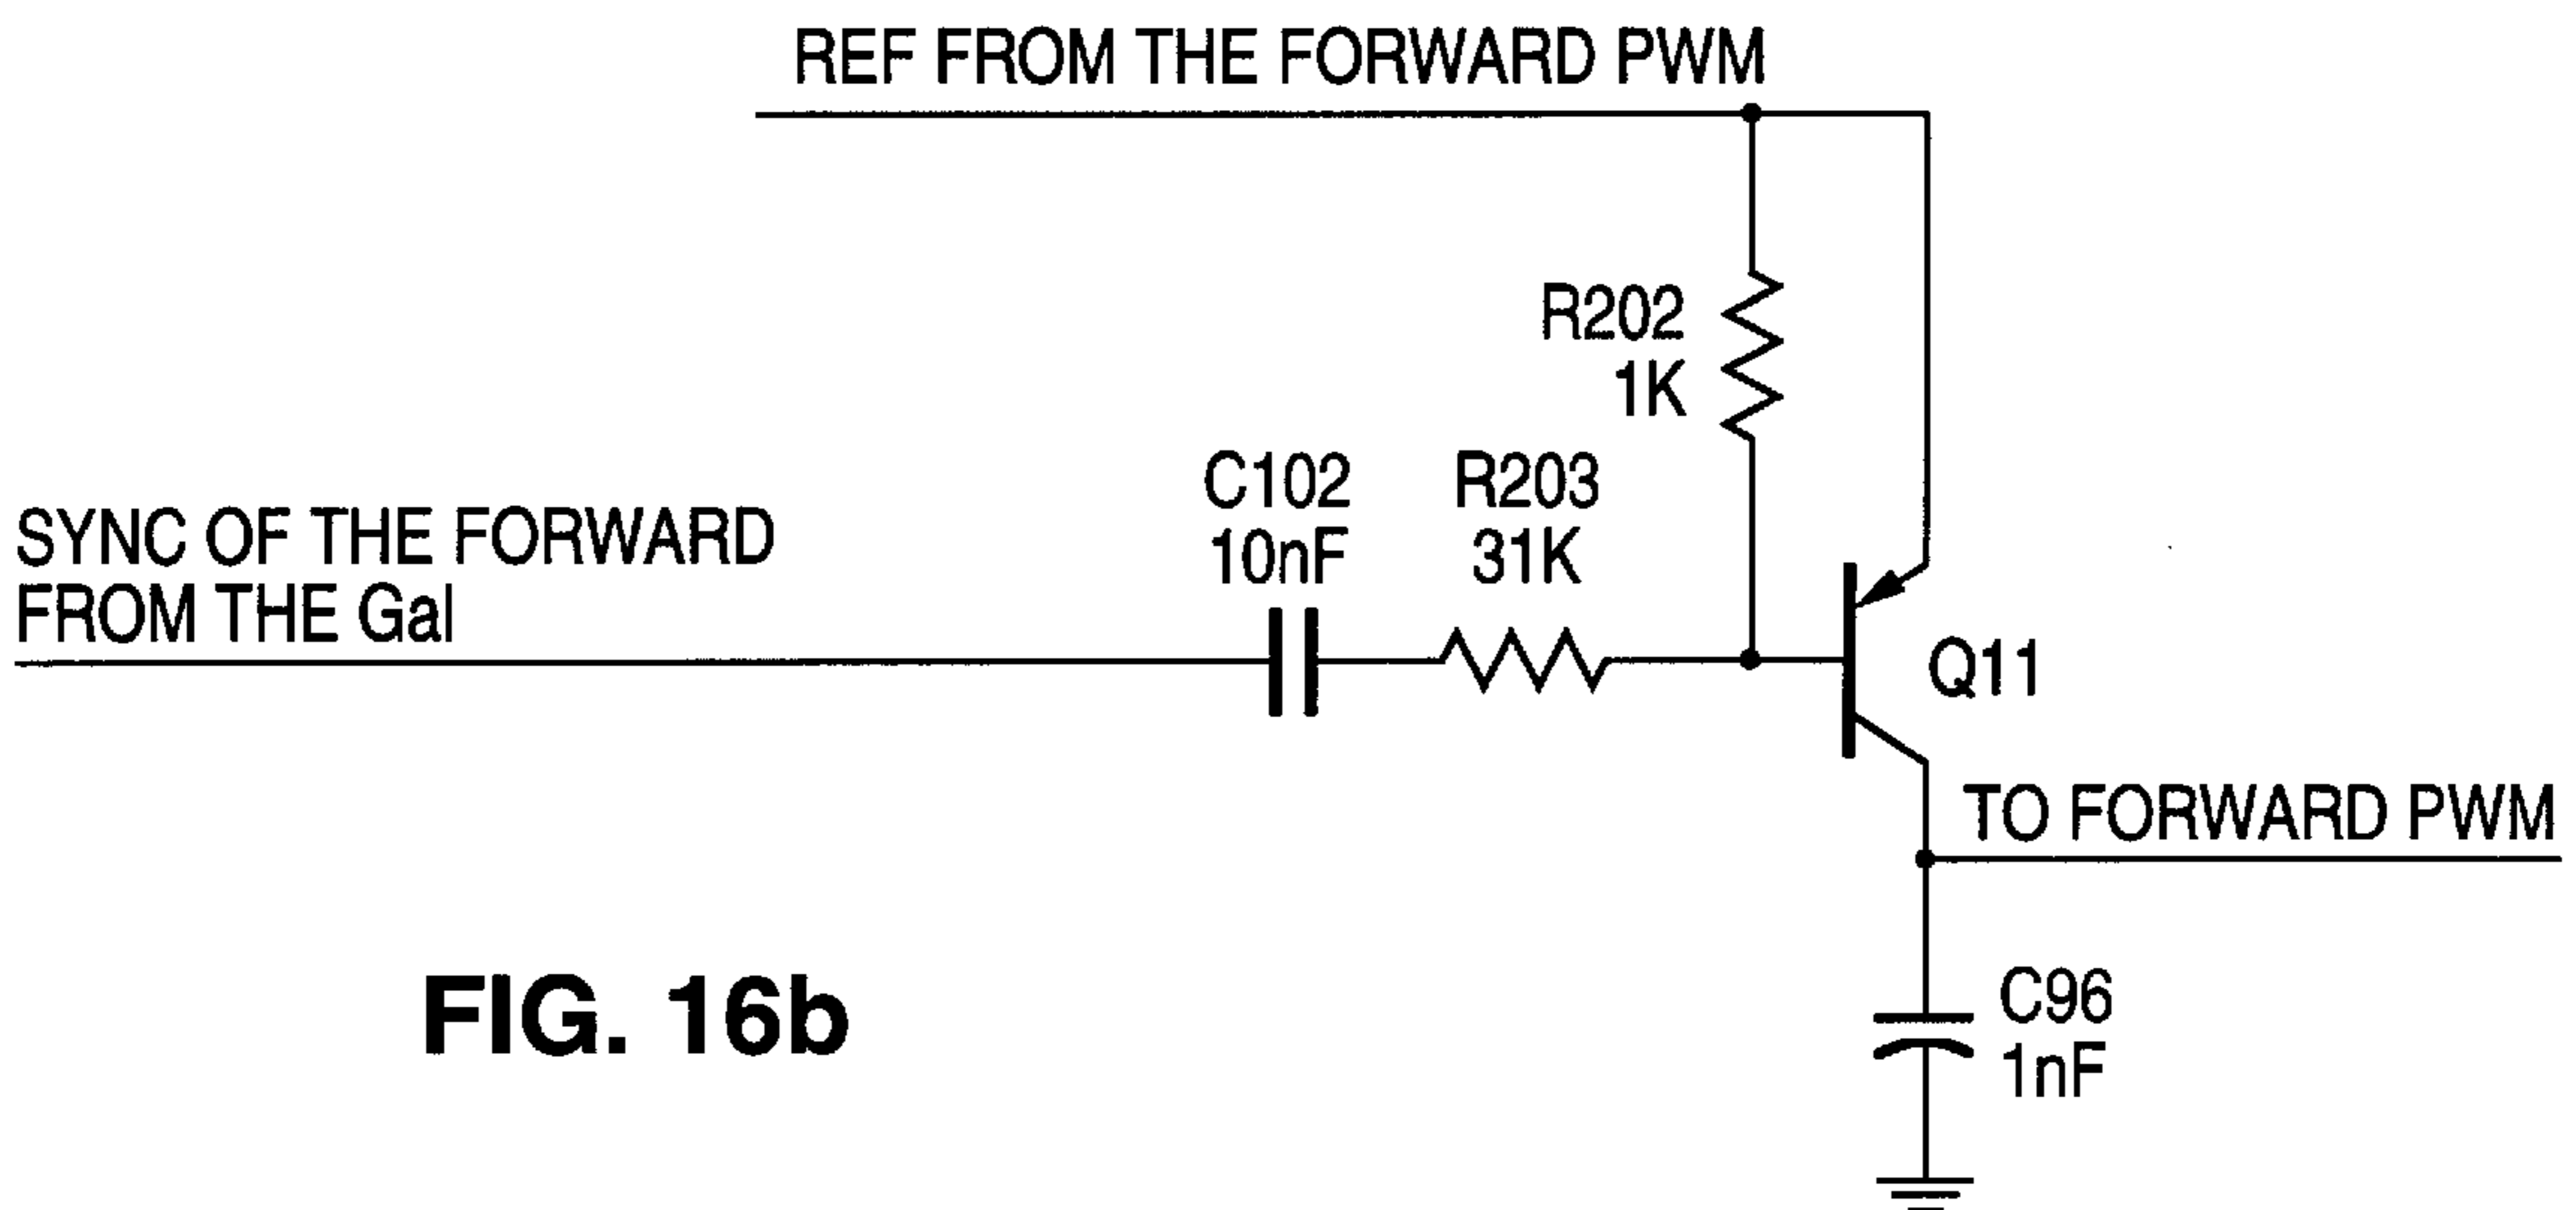 REF FROM THE FORWARD PWM
R202
1K
C102
10nF
R203
31K
SYNC OF THE FORWARD
FROM THE Gal
Q11
TO FORWARD PWM
C96
1nF
FIG. 16b